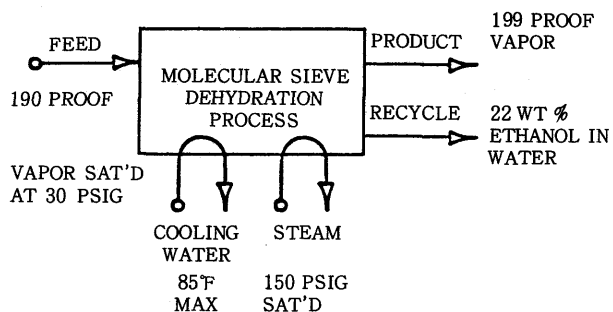 FEED
190 PROOF
VAPOR SAT'D
AT 30 PSIG
MOLECULAR SIEVE
DEHYDRATION
PROCESS
PRODUCT
199 PROOF
VAPOR
RECYCLE
22 WT %
ETHANOL IN
WATER
COOLING
WATER
85°F
MAX
STEAM
150 PSIG
SAT'D